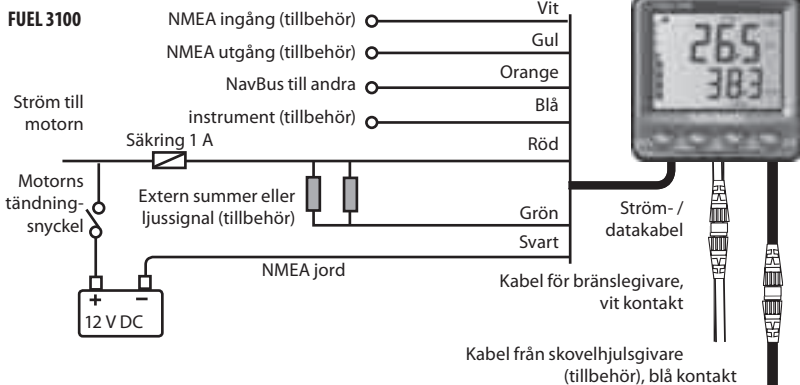 FUEL 3100
NMEA ingång (tillbehör)
Vit
NMEA utgång (tillbehör)
Gul
NavBus till andra
Orange
instrument (tillbehör)
Blå
Ström till
motorn
Säkring 1 A
Röd
Motorns
tändning-
snyckel
Extern summer eller
ljussignal (tillbehör)
Grön
Svart
NMEA jord
+ −
12 V DC
26.5
38.3
Ström- /
datakabel
Kabel för bränslegivare,
vit kontakt
Kabel från skovelhjulsgivare
(tillbehör), blå kontakt